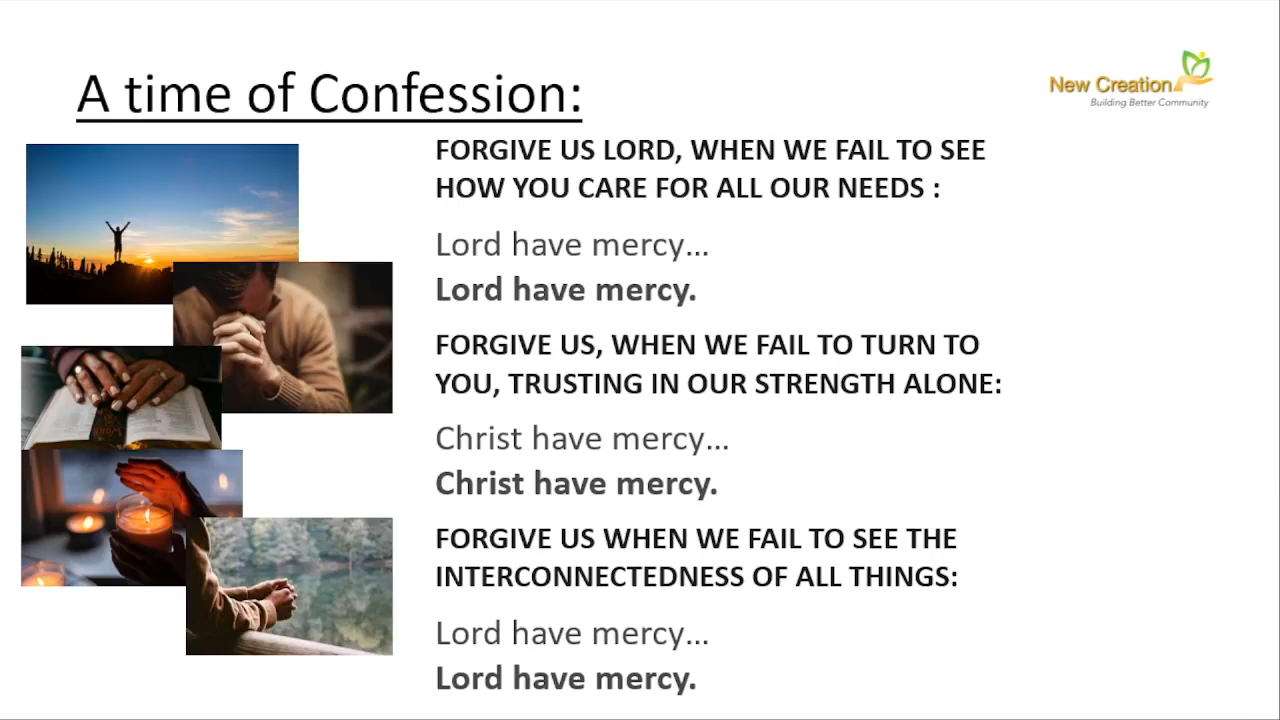 A time of Confession:
New Creation
Building Better Community
FORGIVE US LORD, WHEN WE FAIL TO SEE
HOW YOU CARE FOR ALL OUR NEEDS :
Lord have mercy…
Lord have mercy.
FORGIVE US, WHEN WE FAIL TO TURN TO
YOU, TRUSTING IN OUR STRENGTH ALONE:
Christ have mercy…
Christ have mercy.
FORGIVE US WHEN WE FAIL TO SEE THE
INTERCONNECTEDNESS OF ALL THINGS:
Lord have mercy…
Lord have mercy.